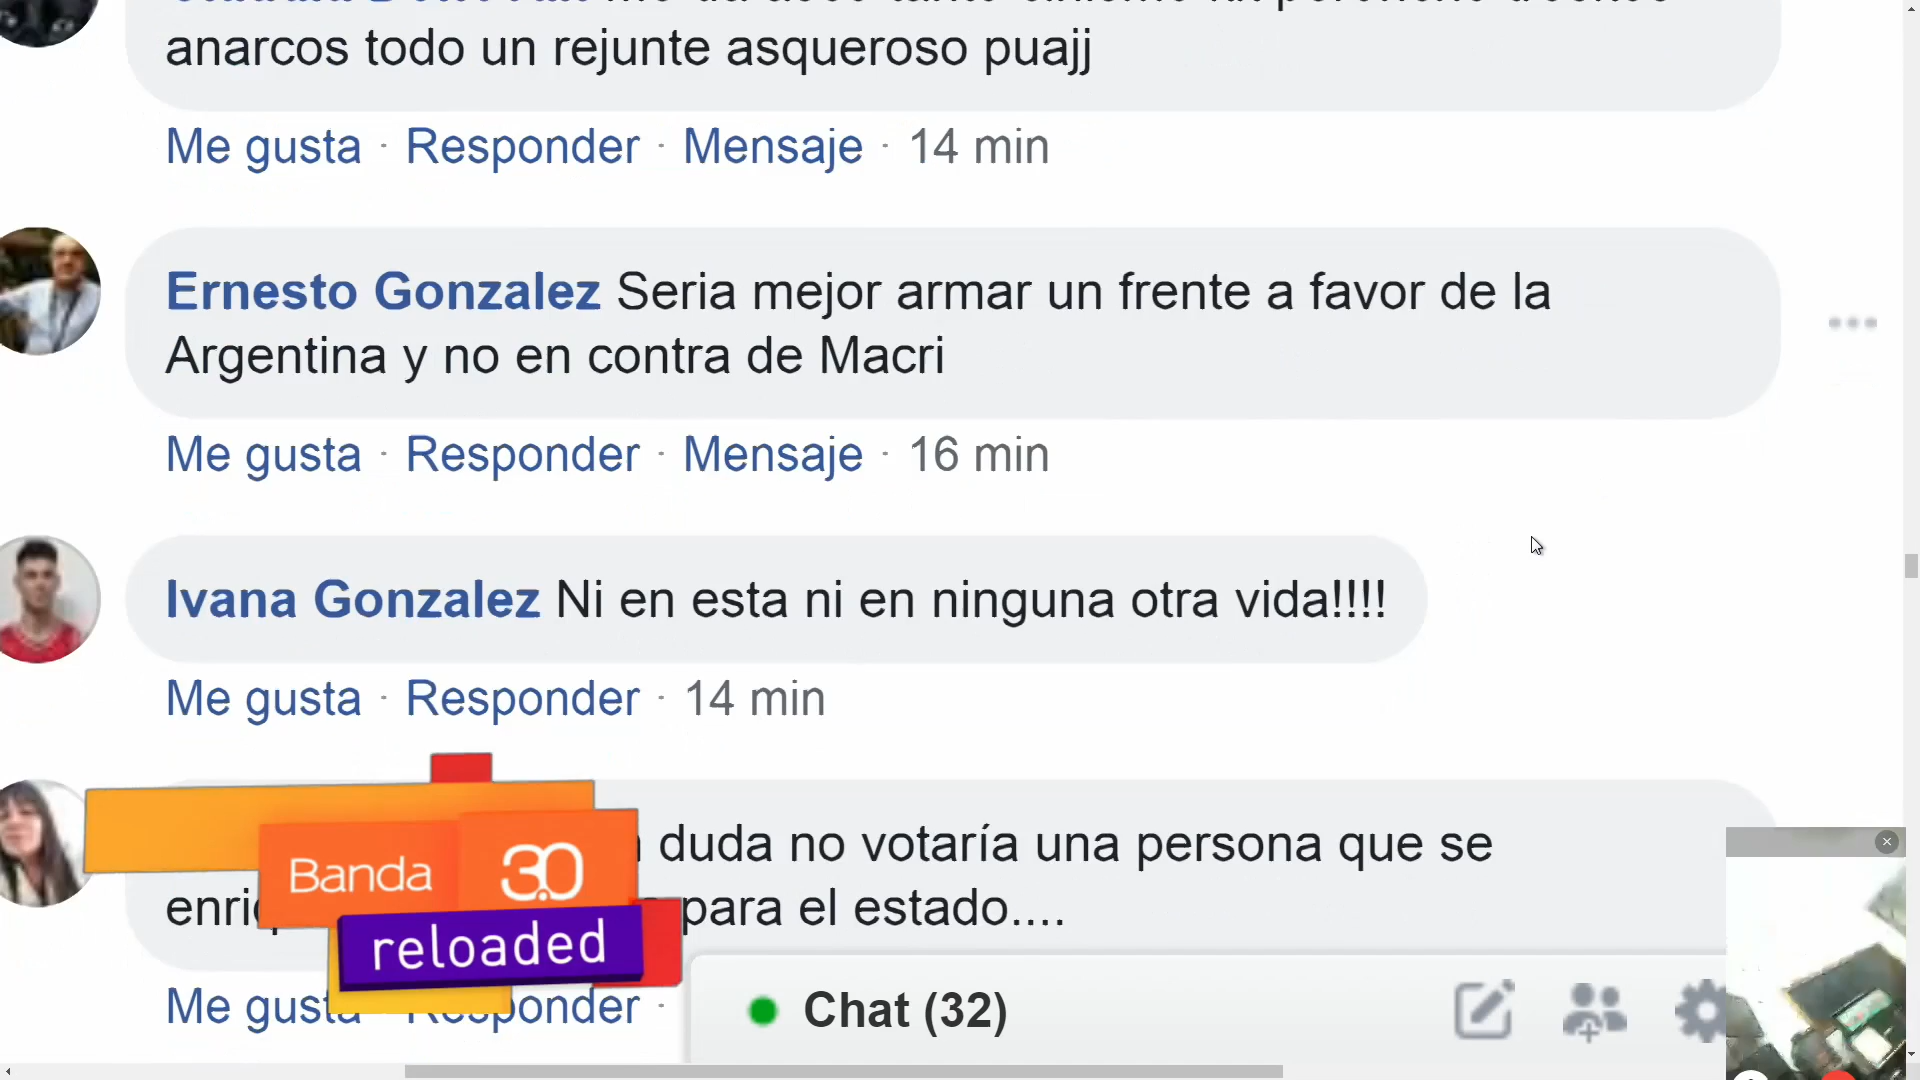 anarcos todo un rejunte asqueroso puajj
Me gusta · Responder · Mensaje · 14 min
Ernesto Gonzalez Seria mejor armar un frente a favor de la
Argentina y no en contra de Macri
Me gusta · Responder · Mensaje · 16 min
Ivana Gonzalez Ni en esta ni en ninguna otra vida!!!!
Me gusta · Responder · 14 min
duda no votaría una persona que se
para el estado....
Me gusta Responder ·
Banda 3.0
reloaded
Chat (32)